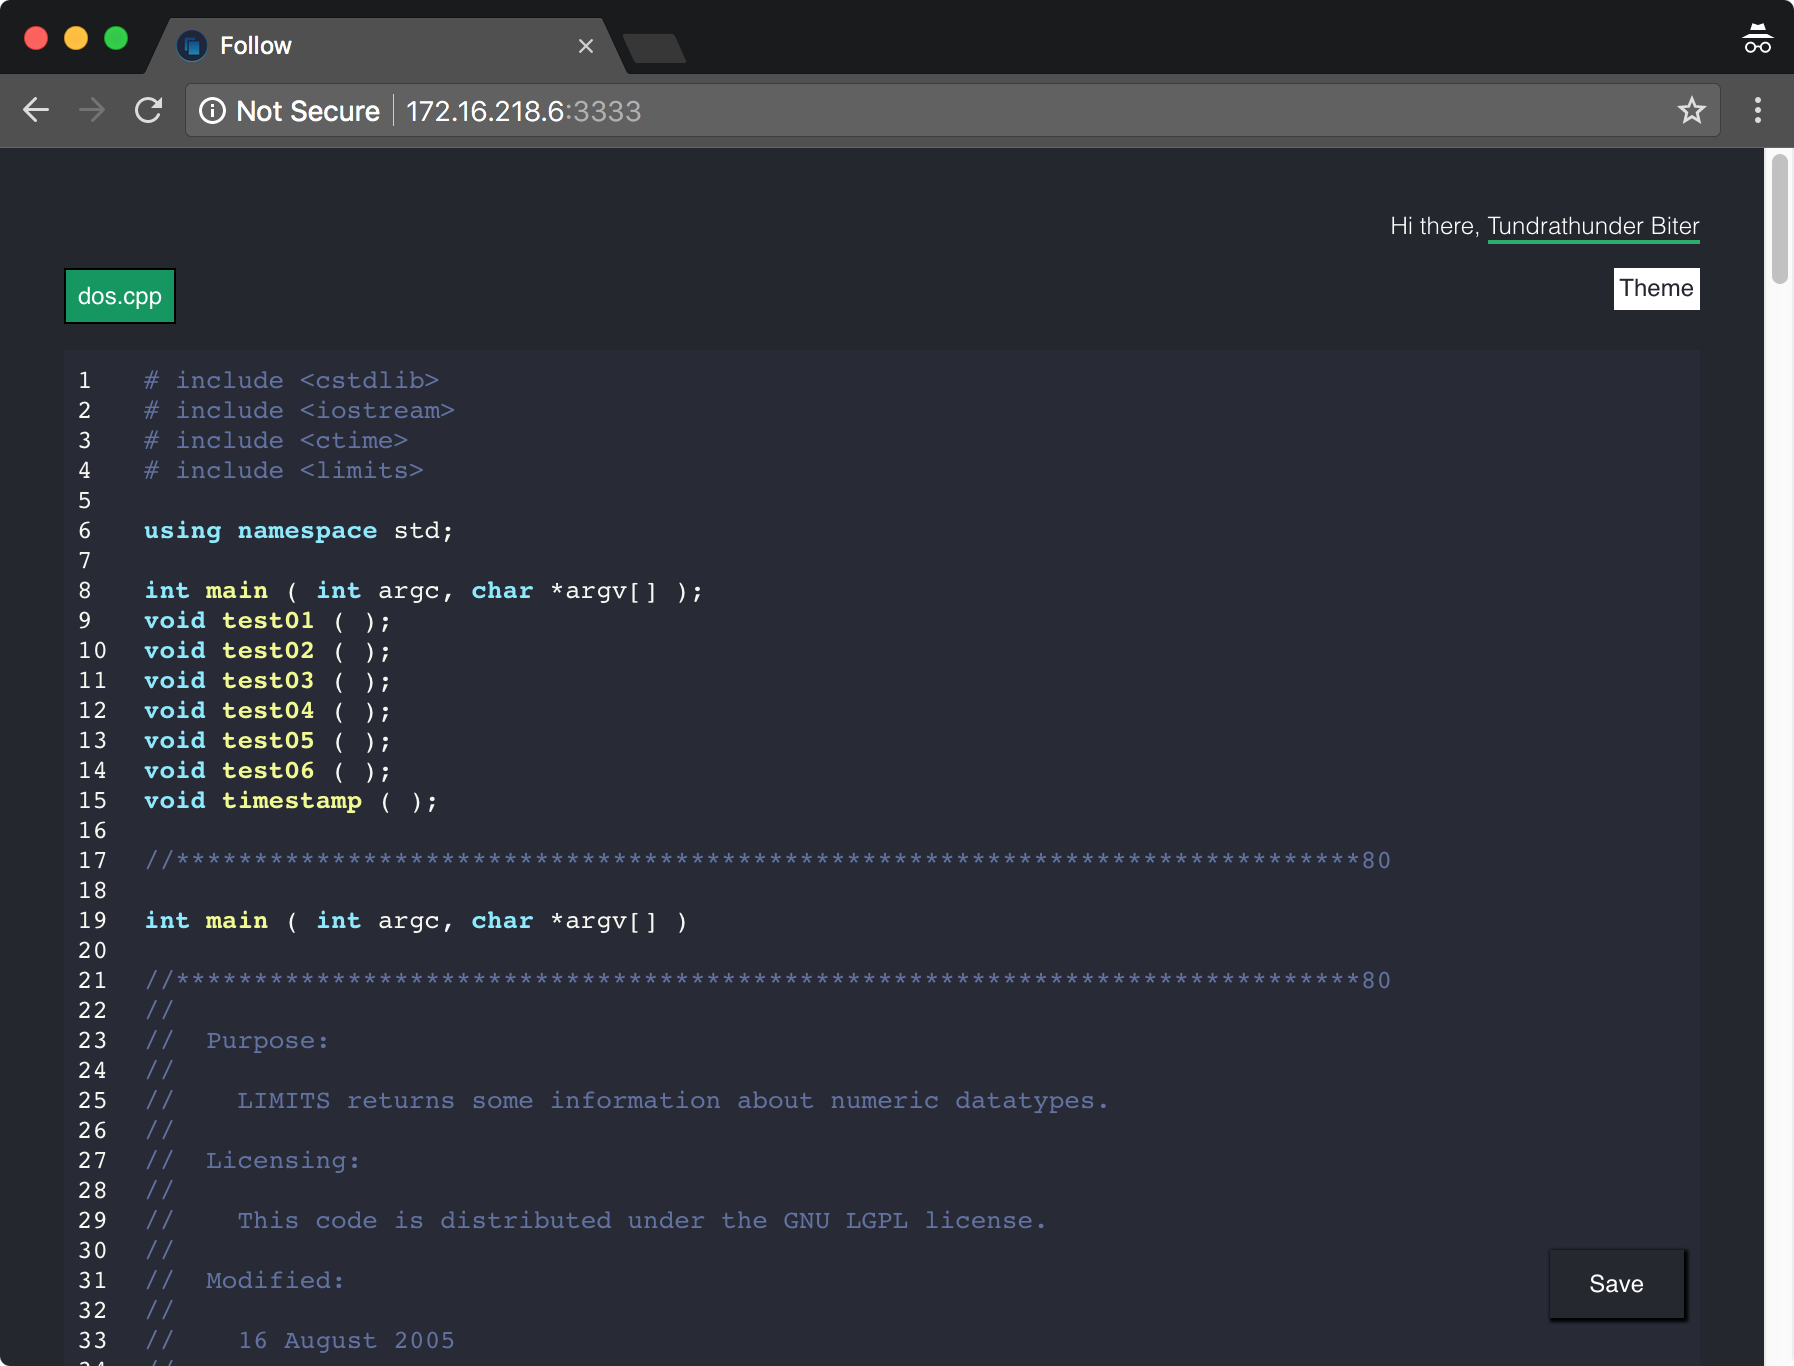 Follow
Not Secure 172.16.218.6:3333
Hi there, Tundrathunder Biter
dos.cpp
Theme
1 # include <cstdlib>
2 # include <iostream>
3 # include <ctime>
4 # include <limits>
5
6 using namespace std;
7
8 int main ( int argc, char *argv[] );
9 void test01 ( );
10 void test02 ( );
11 void test03 ( );
12 void test04 ( );
13 void test05 ( );
14 void test06 ( );
15 void timestamp ( );
16
17 //****************************************************************************80
18
19 int main ( int argc, char *argv[] )
20
21 //****************************************************************************80
22 //
23 //  Purpose:
24 //
25 //    LIMITS returns some information about numeric datatypes.
26 //
27 //  Licensing:
28 //
29 //    This code is distributed under the GNU LGPL license.
30 //
31 //  Modified:
32 //
33 //    16 August 2005
Save